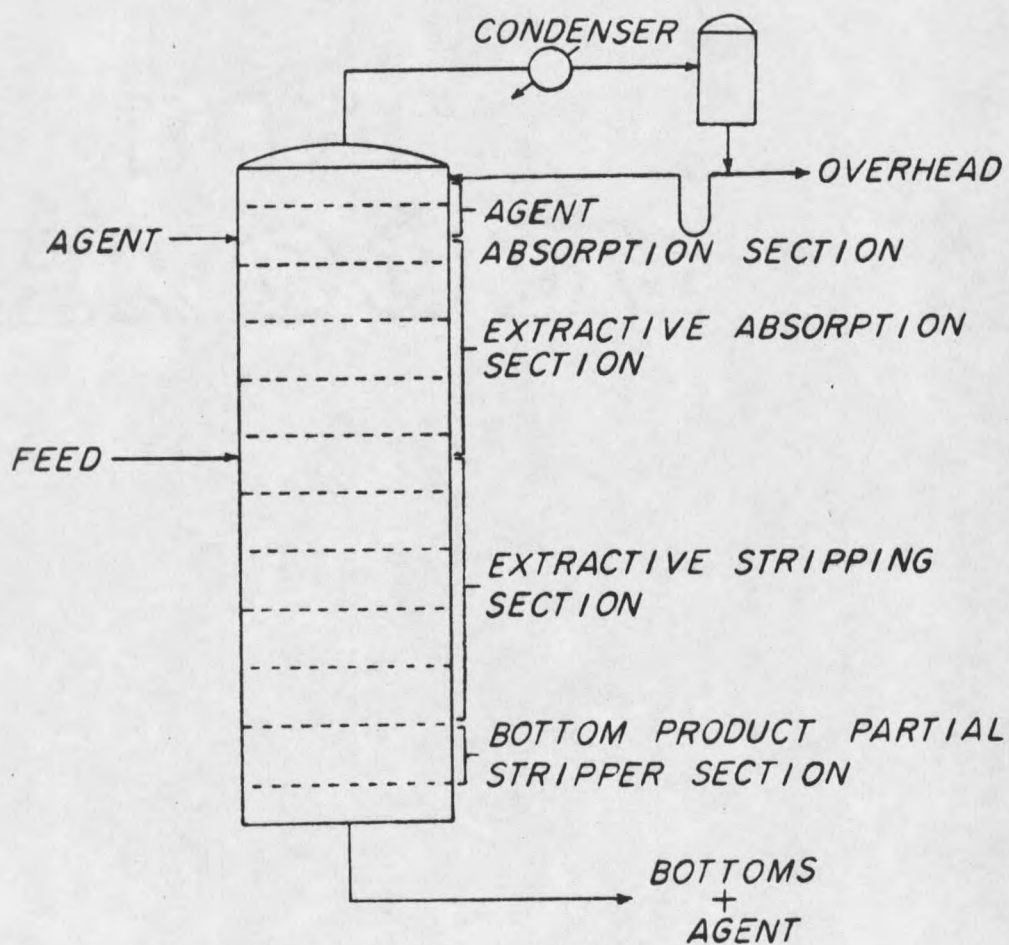 CONDENSER
OVERHEAD
AGENT
AGENT
ABSORPTION SECTION
EXTRACTIVE ABSORPTION
SECTION
FEED
EXTRACTIVE STRIPPING
SECTION
BOTTOM PRODUCT PARTIAL
STRIPPER SECTION
BOTTOMS
+
AGENT